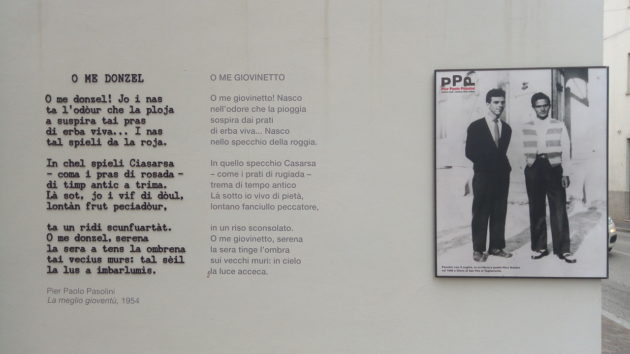 O ME DONZEL
O me donzel! Jo i nas
ta l'odòur che la ploja
a suspira tai pras
di erba viva... I nas
tal spieli da la roja.
In chel spieli Ciasarsa
– coma i pras di rosada –
di timp antic a trima.
Là sot, jo i vif di dòul,
lontàn frut peciadòur,
ta un ridi scunfuartàt.
O me donzel, serena
la sera a tens la ombrena
tai vecius murs: tal sèil
la lus a imbarlumis.
Pier Paolo Pasolini
La meglio gioventù, 1954
O ME GIOVINETTO
O me giovinetto! Nasco
nell'odore che la pioggia
sospira dai prati
di erba viva... Nasco
nello specchio della roggia.
In quello specchio Casarsa
– come i prati di rugiada –
trema di tempo antico
Là sotto io vivo di pietà,
lontano fanciullo peccatore,
in un riso sconsolato.
O me giovinetto, serena
la sera tinge l'ombra
sui vecchi muri: in cielo
la luce acceca.
PPP
Pier Paolo Pasolini